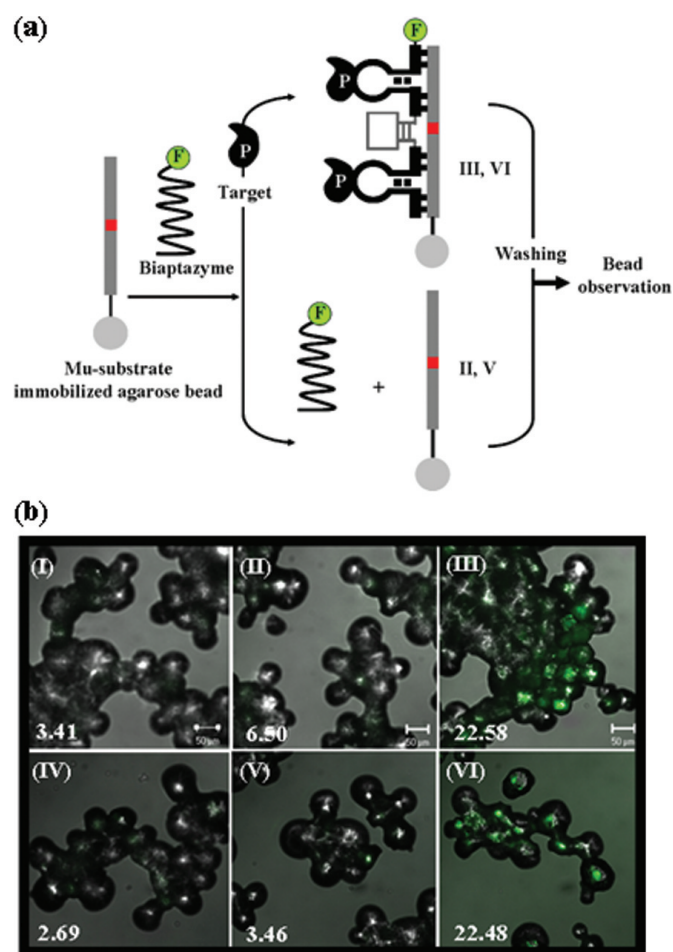 (a)
F
P
F
P
P
III, VI
Target
Biaptazyme
Washing
Bead
observation
Mu-substrate
immobilized agarose bead
F
+
II, V
(b)
(I)
3.41
50 μm
(II)
6.50
50 μm
(III)
22.58
50 μm
(IV)
2.69
(V)
3.46
(VI)
22.48